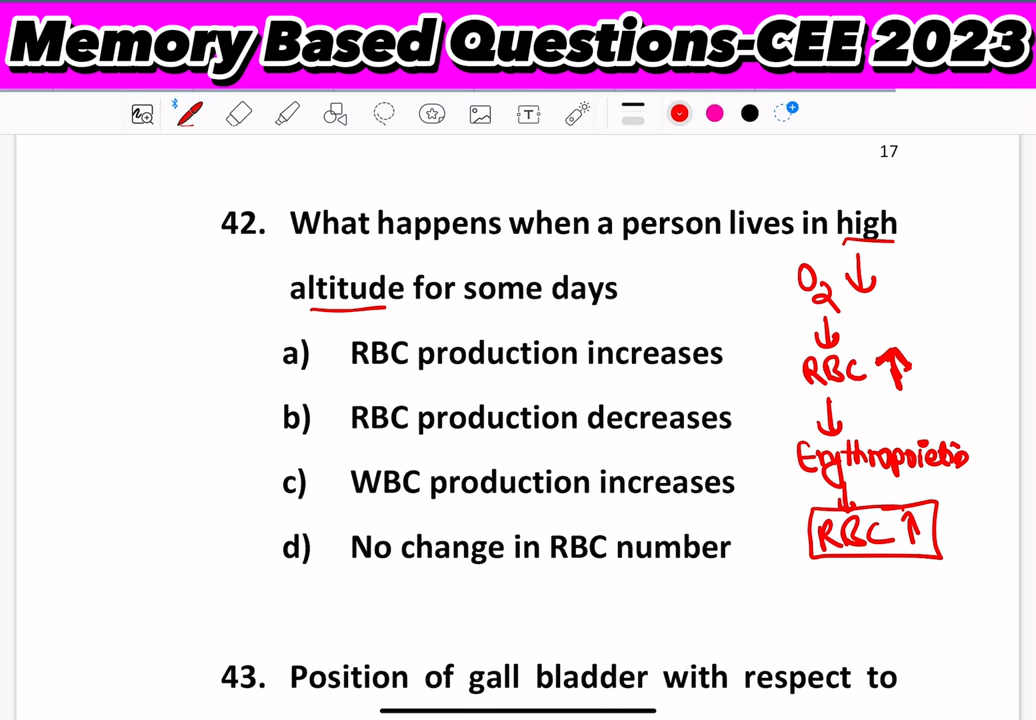 Memory Based Questions-CEE 2023
T
17
42. What happens when a person lives in high
altitude for some days
a) RBC production increases
b) RBC production decreases
c) WBC production increases
d) No change in RBC number
O2 ↓
↓
RBC ↑
↓
Erythropoietin
↓
RBC ↑
43. Position of gall bladder with respect to